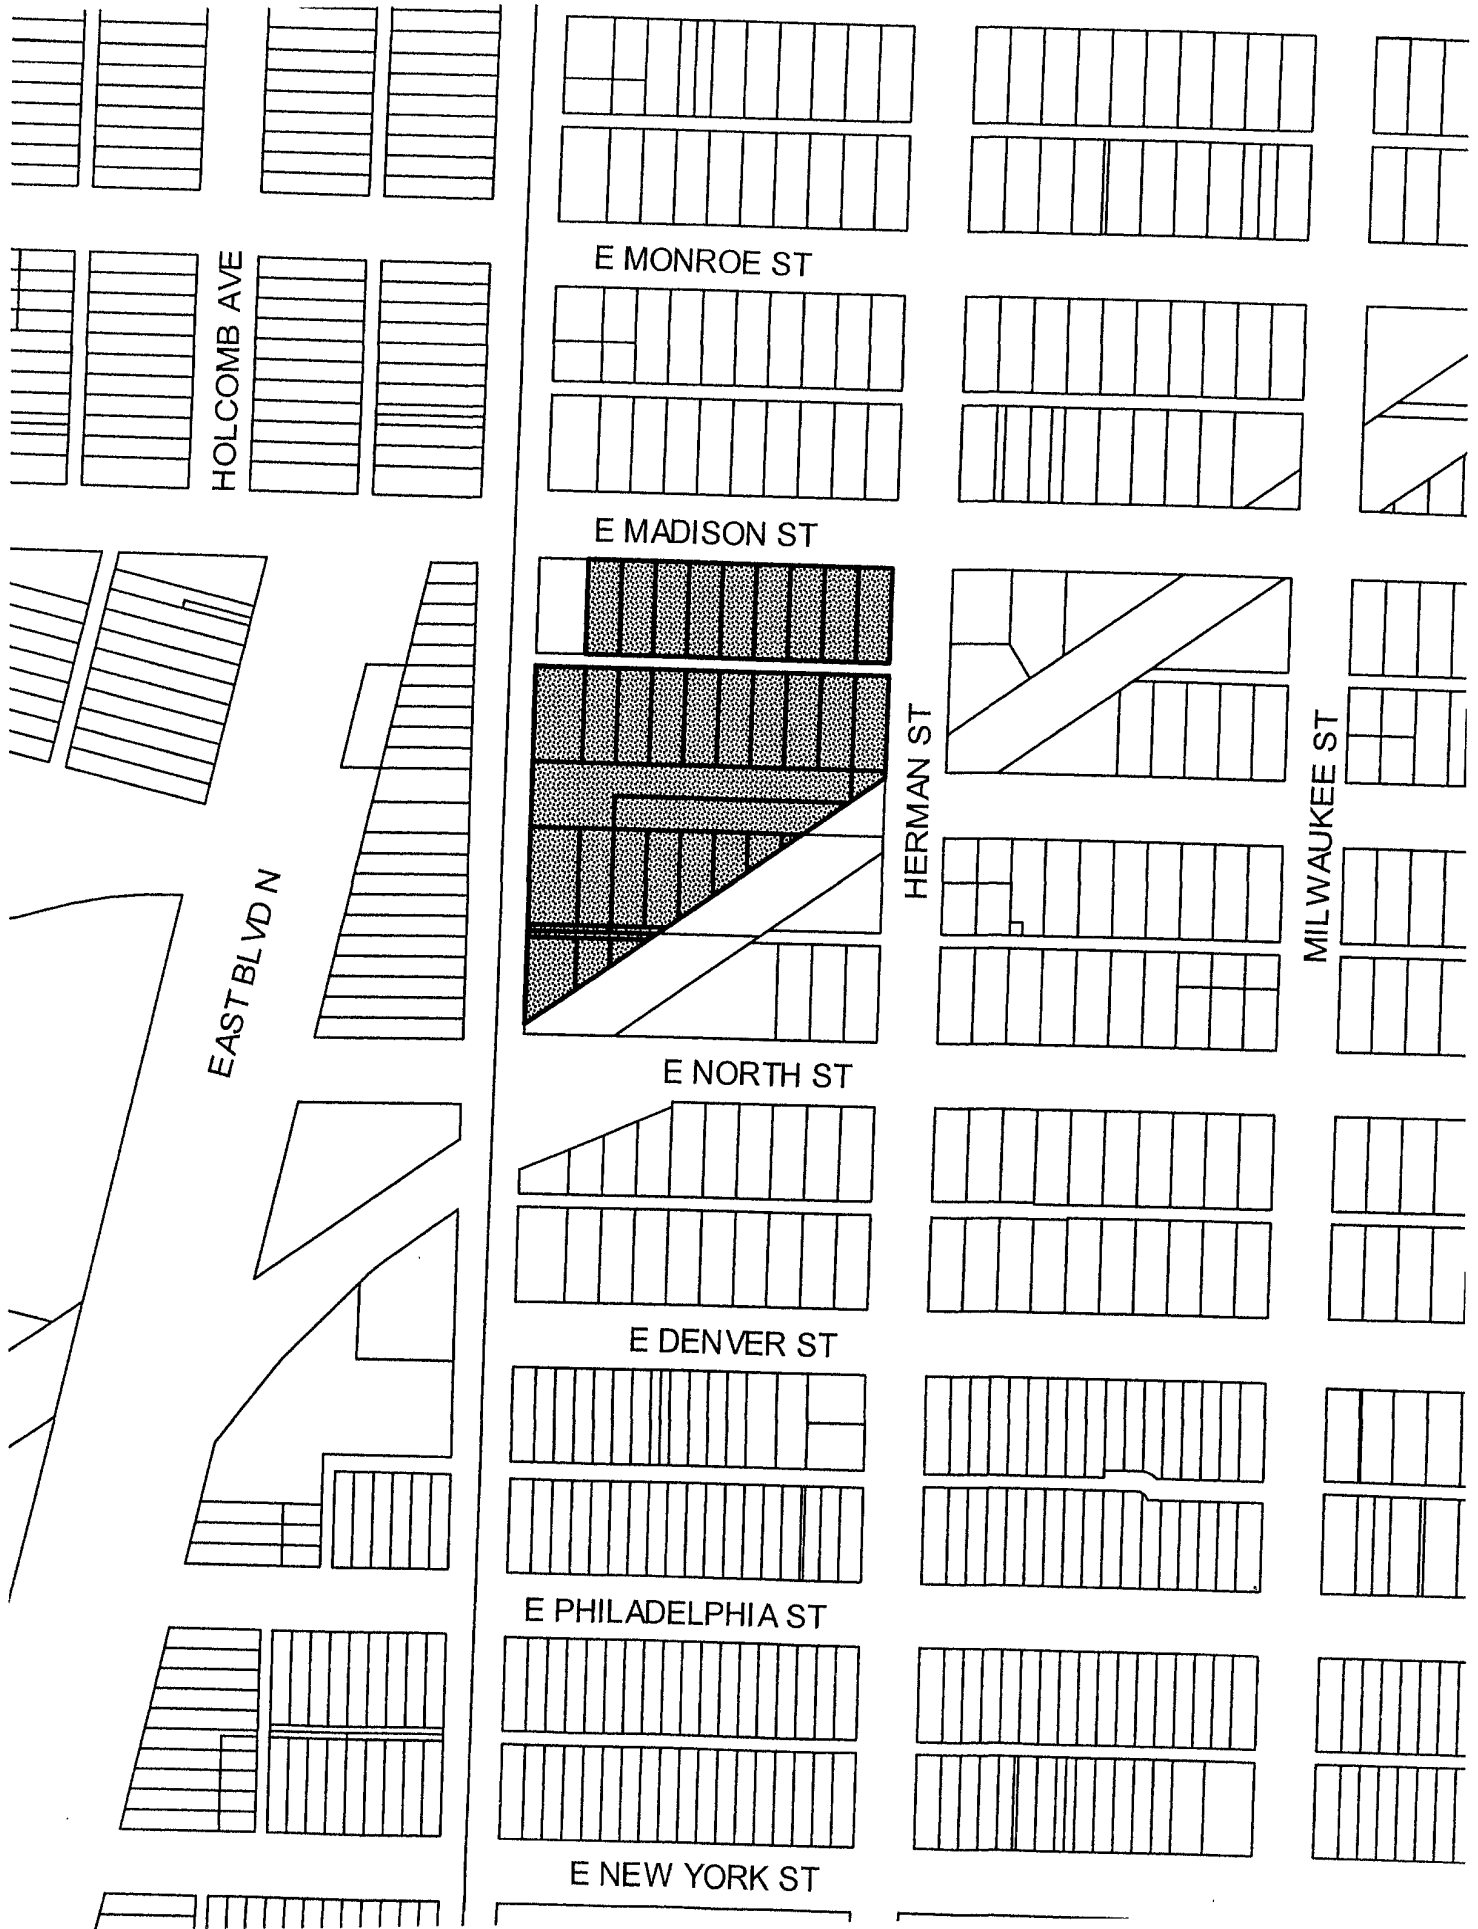 E MONROE ST
HOLCOMB AVE
E MADISON ST
HERMAN ST
MILWAUKEE ST
EAST BLVD N
E NORTH ST
E DENVER ST
E PHILADELPHIA ST
E NEW YORK ST